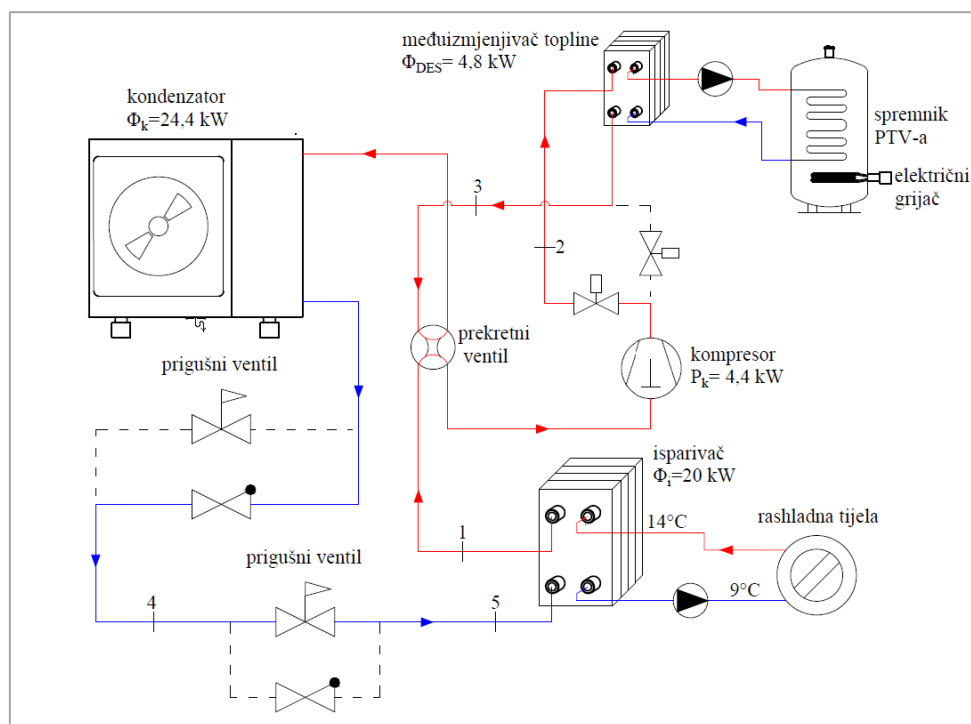 međuizmjenjivač topline
ΦDES= 4,8 kW
kondenzator
Φk=24,4 kW
spremnik
PTV-a
električni
grijač
3
2
prekretni
ventil
kompresor
Pk= 4,4 kW
prigušni ventil
isparivač
Φi=20 kW
14°C
rashladna tijela
1
prigušni ventil
9°C
4
5